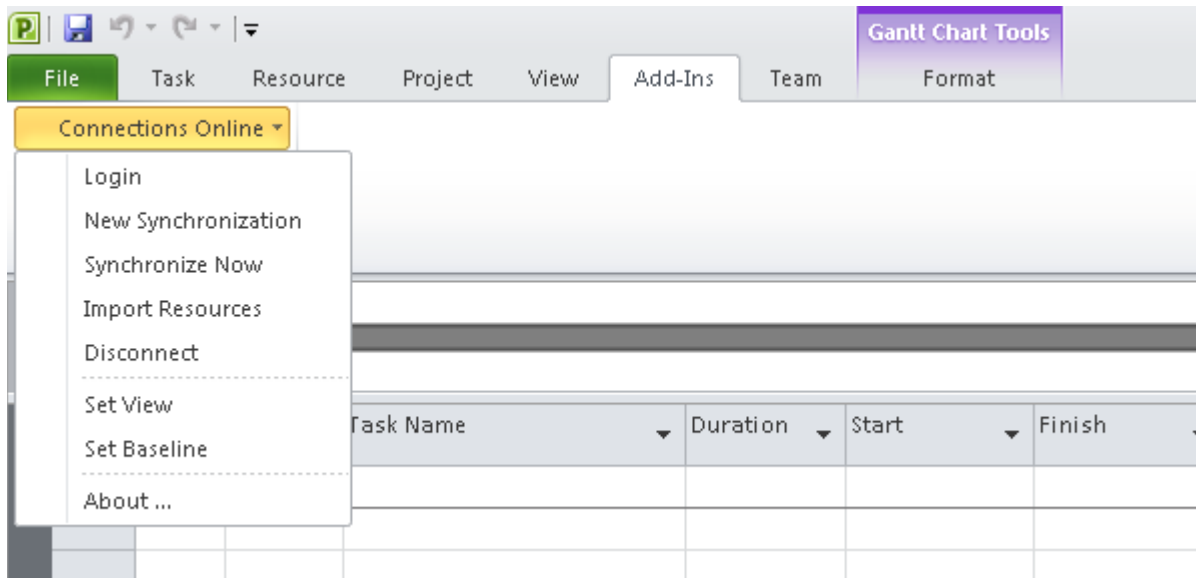 Gantt Chart Tools
File Task Resource Project View Add-Ins Team Format
Connections Online
Login
New Synchronization
Synchronize Now
Import Resources
Disconnect
Set View
Set Baseline
About ...
Task Name Duration Start Finish